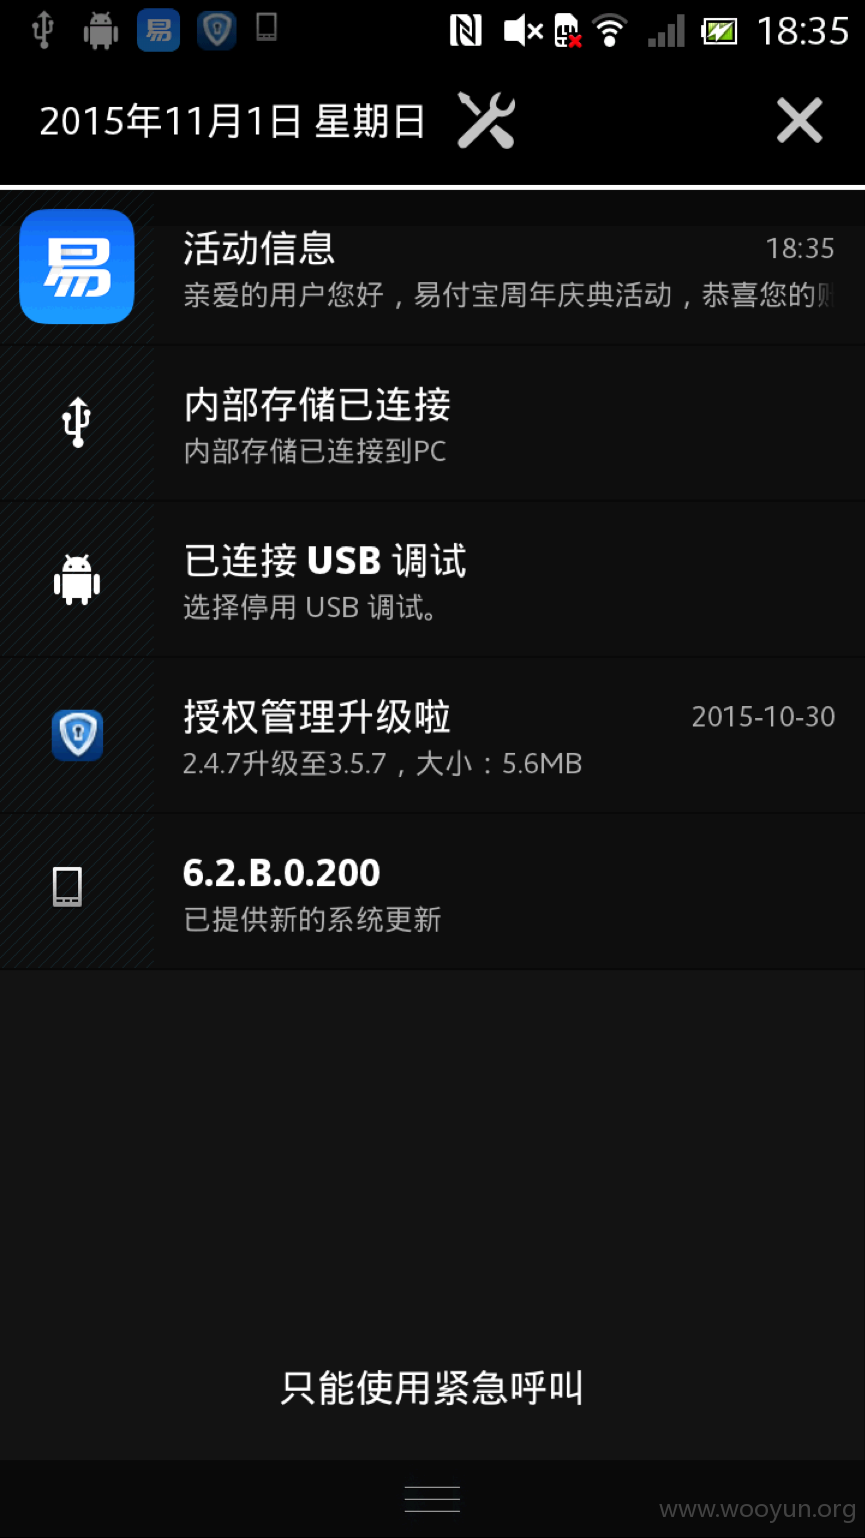 18:35
2015年11月1日 星期日
易
活动信息
18:35
亲爱的用户您好，易付宝周年庆典活动，恭喜您的账
内部存储已连接
内部存储已连接到PC
已连接 USB 调试
选择停用 USB 调试。
授权管理升级啦
2015-10-30
2.4.7升级至3.5.7，大小：5.6MB
6.2.B.0.200
已提供新的系统更新
只能使用紧急呼叫
www.wooyun.org